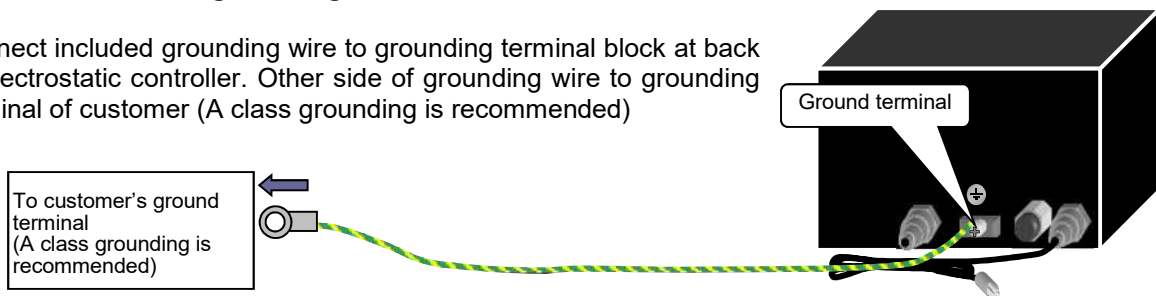 nect included grounding wire to grounding terminal block at back
ectrostatic controller. Other side of grounding wire to grounding
inal of customer (A class grounding is recommended)
Ground terminal
To customer's ground
terminal
(A class grounding is
recommended)